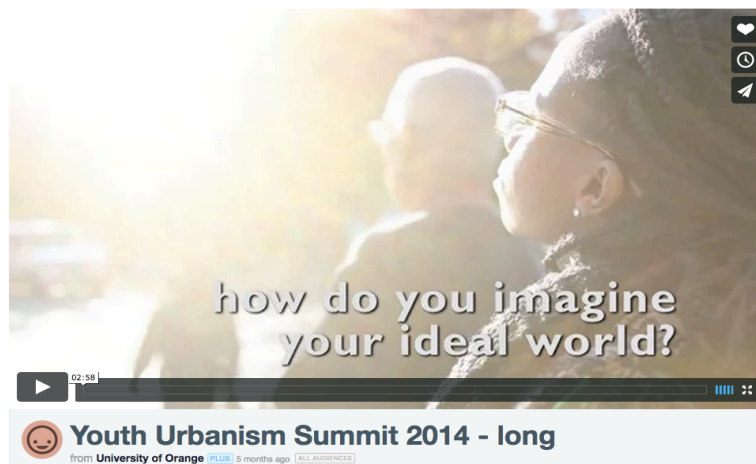 how do you imagine
your ideal world?
02:58
Youth Urbanism Summit 2014 - long
from University of Orange PLUS 5 months ago ALL AUDIENCES